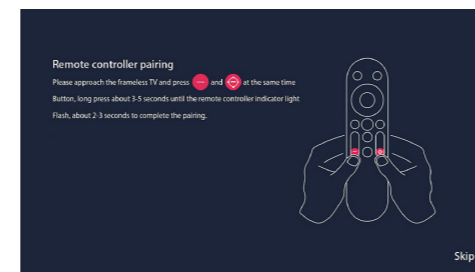 Remote controller pairing
Please approach the frameless TV and press and at the same time
Button, long press about 3-5 seconds until the remote controller indicator light
Flash, about 2-3 seconds to complete the pairing.
Skip